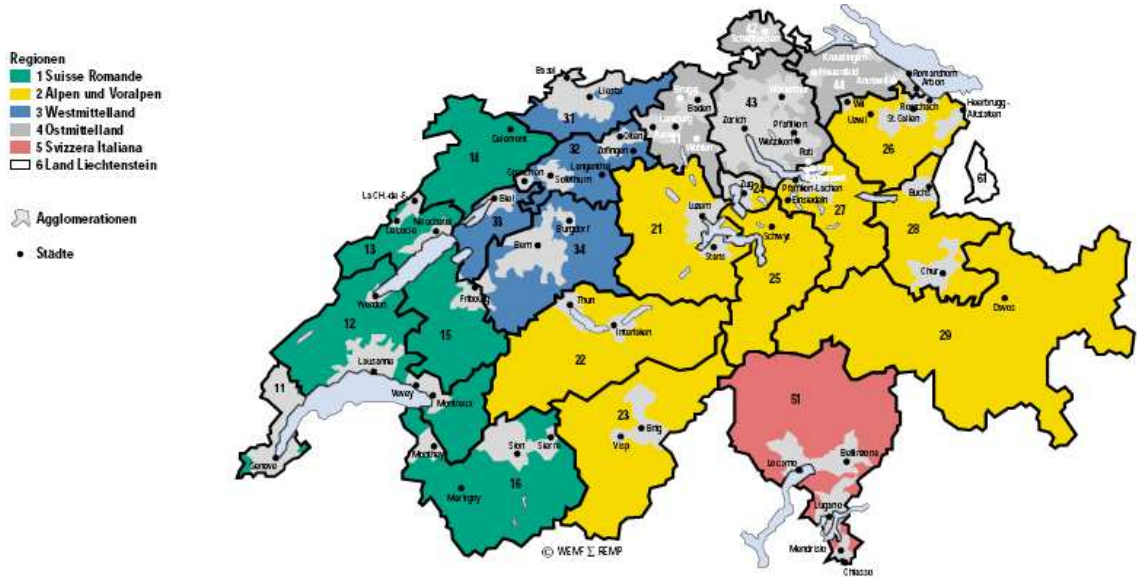 Regionen
1 Suisse Romande
2 Alpen und Voralpen
3 Westmittelland
4 Ostmittelland
5 Svizzera Italiana
6 Land Liechtenstein
Agglomerationen
Städte
42
Kreuzlingen
Romanshorn
Arbon
Frauenfeld
44
Basel
Liestal
31
Brugg
Baden
43
Winterthur
Wil
Uzwil
Rorschach
St. Gallen
Heerbrugg-
Altstätten
26
Delémont
14
Olten
Zofingen
32
Lenzburg
41
Wohlen
Zürich
Pfäffikon
Wetzikon
Rüti
Langenthal
Grenchen
Solothurn
Zug
24
Pfäffikon-Lachen
Einsiedeln
Buchs
61
La CH.-de-F.
Le Locle
Neuchâtel
Biel
33
Burgdorf
Bern
34
21
Luzern
Stans
Schwyz
27
28
13
25
Chur
Davos
Yverdon
Fribourg
Thun
Interlaken
12
15
22
29
Lausanne
11
Vevey
Montreux
51
23
Genève
Monthey
Sion
Sierre
Visp
Brig
Locarno
Bellinzona
Martigny
16
Lugano
Mendrisio
Chiasso
© WEMF Σ REMP